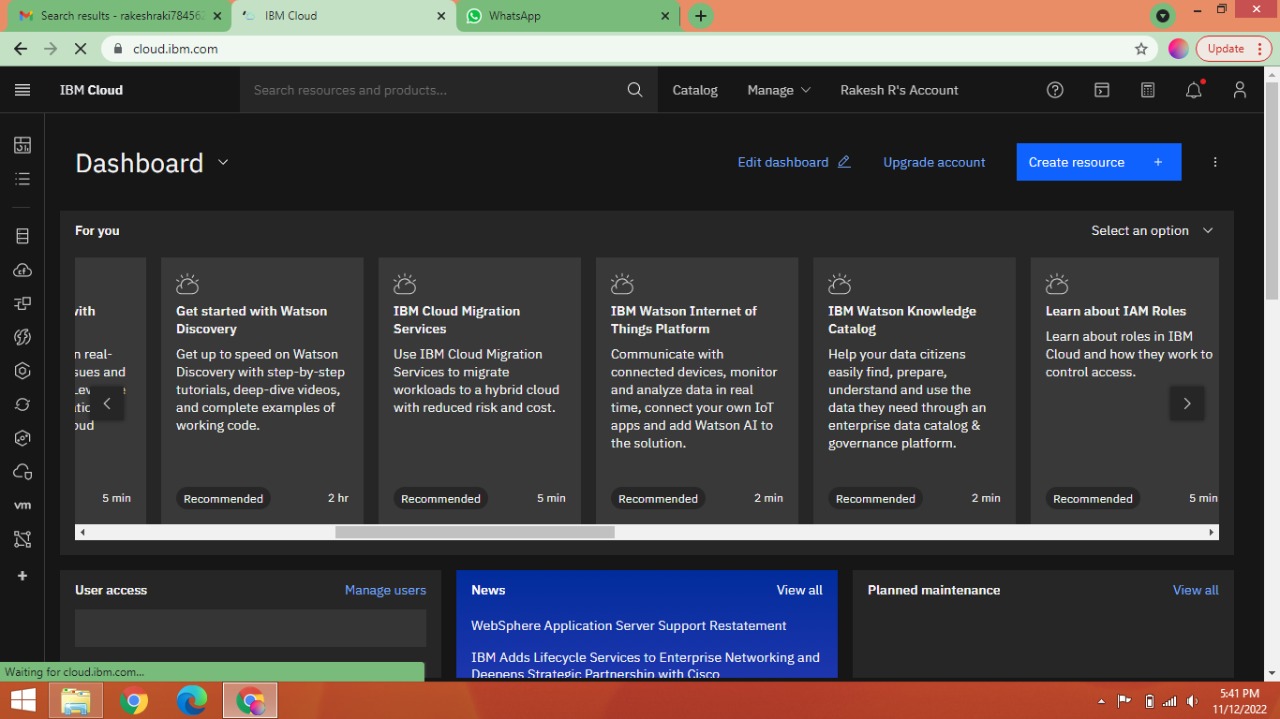 Search results - rakeshraki78456
IBM Cloud
WhatsApp
cloud.ibm.com
Update
IBM Cloud
Search resources and products...
Catalog
Manage
Rakesh R's Account
Dashboard
Edit dashboard
Upgrade account
Create resource +
For you
Select an option
vith
n real-
sues and
pud
5 min
Get started with Watson
Discovery
Get up to speed on Watson
Discovery with step-by-step
tutorials, deep-dive videos,
and complete examples of
working code.
Recommended
2 hr
IBM Cloud Migration
Services
Use IBM Cloud Migration
Services to migrate
workloads to a hybrid cloud
with reduced risk and cost.
Recommended
5 min
IBM Watson Internet of
Things Platform
Communicate with
connected devices, monitor
and analyze data in real
time, connect your own IoT
apps and add Watson AI to
the solution.
Recommended
2 min
IBM Watson Knowledge
Catalog
Help your data citizens
easily find, prepare,
understand and use the
data they need through an
enterprise data catalog &
governance platform.
Recommended
2 min
Learn about IAM Roles
Learn about roles in IBM
Cloud and how they work to
control access.
Recommended
5 min
vm
User access
Manage users
News
View all
WebSphere Application Server Support Restatement
IBM Adds Lifecycle Services to Enterprise Networking and
Deepens Strategic Partnership with Cisco
Planned maintenance
View all
Waiting for cloud.ibm.com...
5:41 PM
11/12/2022